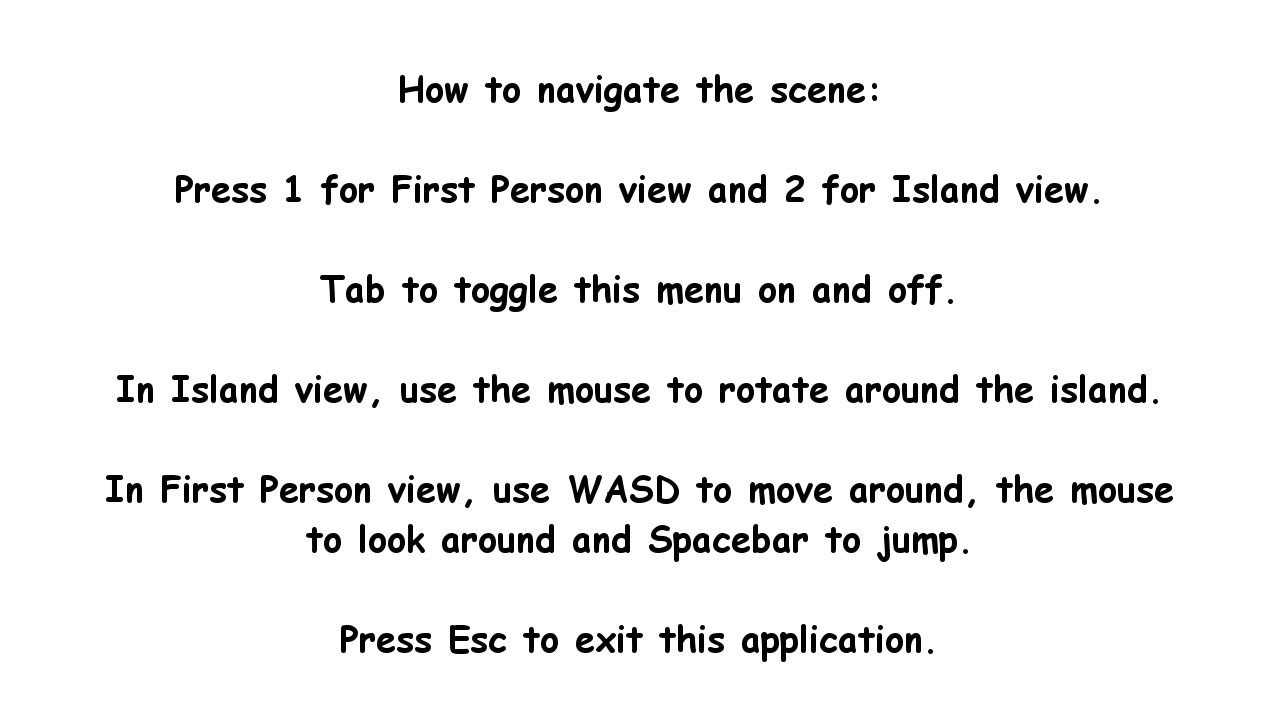 How to navigate the scene:
Press 1 for First Person view and 2 for Island view.
Tab to toggle this menu on and off.
In Island view, use the mouse to rotate around the island.
In First Person view, use WASD to move around, the mouse
to look around and Spacebar to jump.
Press Esc to exit this application.